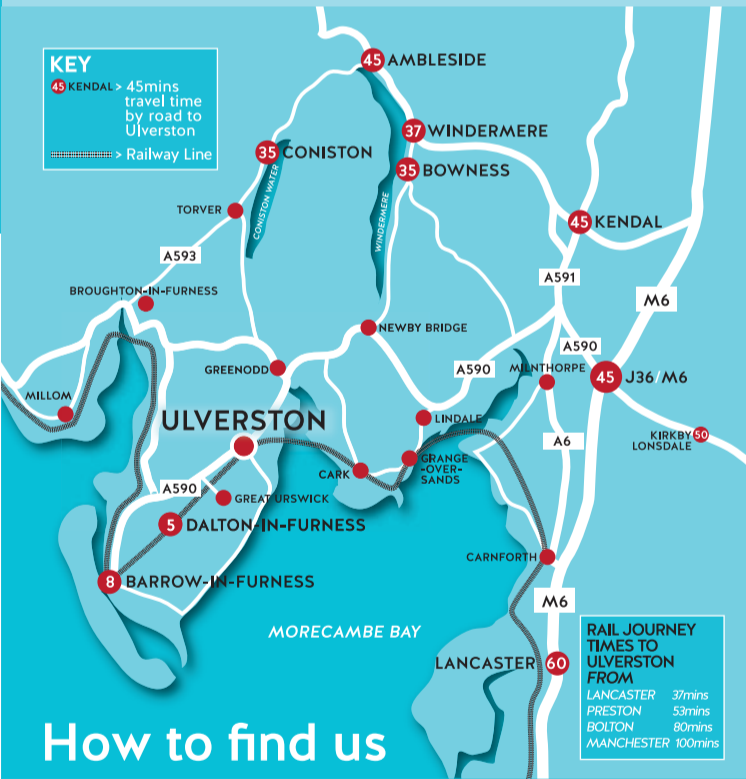 KEY
45 KENDAL > 45mins
travel time
by road to
Ulverston
> Railway Line
45 AMBLESIDE
37 WINDERMERE
35 CONISTON
35 BOWNESS
CONISTON WATER
WINDERMERE
TORVER
45 KENDAL
A593
A591
BROUGHTON-IN-FURNESS
M6
NEWBY BRIDGE
A590
GREENODD
A590
MILNTHORPE
45 J36/M6
MILLOM
ULVERSTON
LINDALE
A6
KIRKBY 50
LONSDALE
CARK
GRANGE
-OVER-
SANDS
A590
GREAT URSWICK
5 DALTON-IN-FURNESS
CARNFORTH
8 BARROW-IN-FURNESS
M6
MORECAMBE BAY
LANCASTER 60
RAIL JOURNEY
TIMES TO
ULVERSTON
FROM
LANCASTER 37mins
PRESTON 53mins
BOLTON 80mins
MANCHESTER 100mins
How to find us